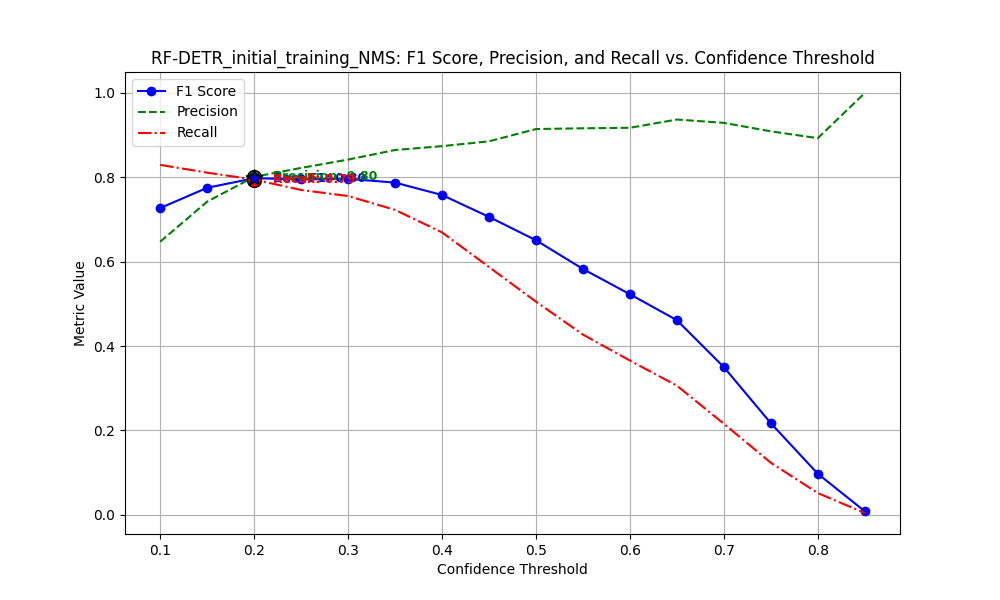 RF-DETR_initial_training_NMS: F1 Score, Precision, and Recall vs. Confidence Threshold
F1 Score
Precision
Recall
1.0
0.8
0.6
0.4
0.2
0.0
Metric Value
0.1 0.2 0.3 0.4 0.5 0.6 0.7 0.8
Confidence Threshold